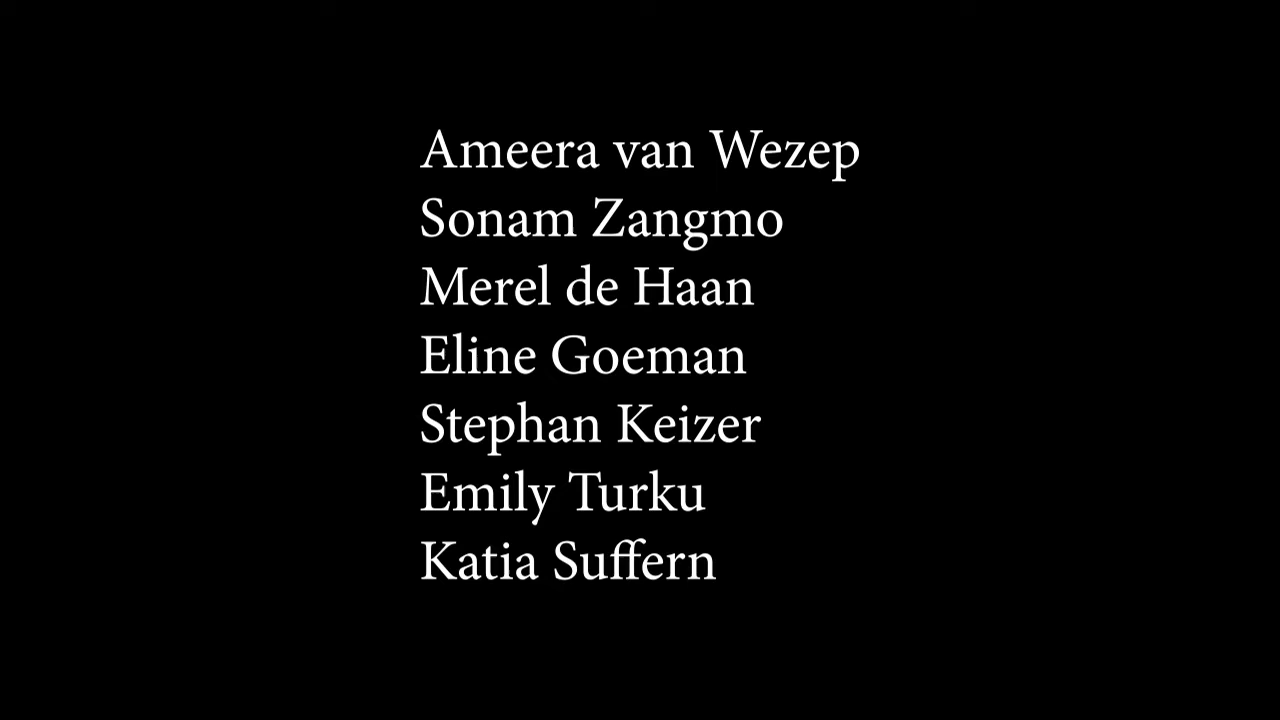 Ameera van Wezep
Sonam Zangmo
Merel de Haan
Eline Goeman
Stephan Keizer
Emily Turku
Katia Suffern